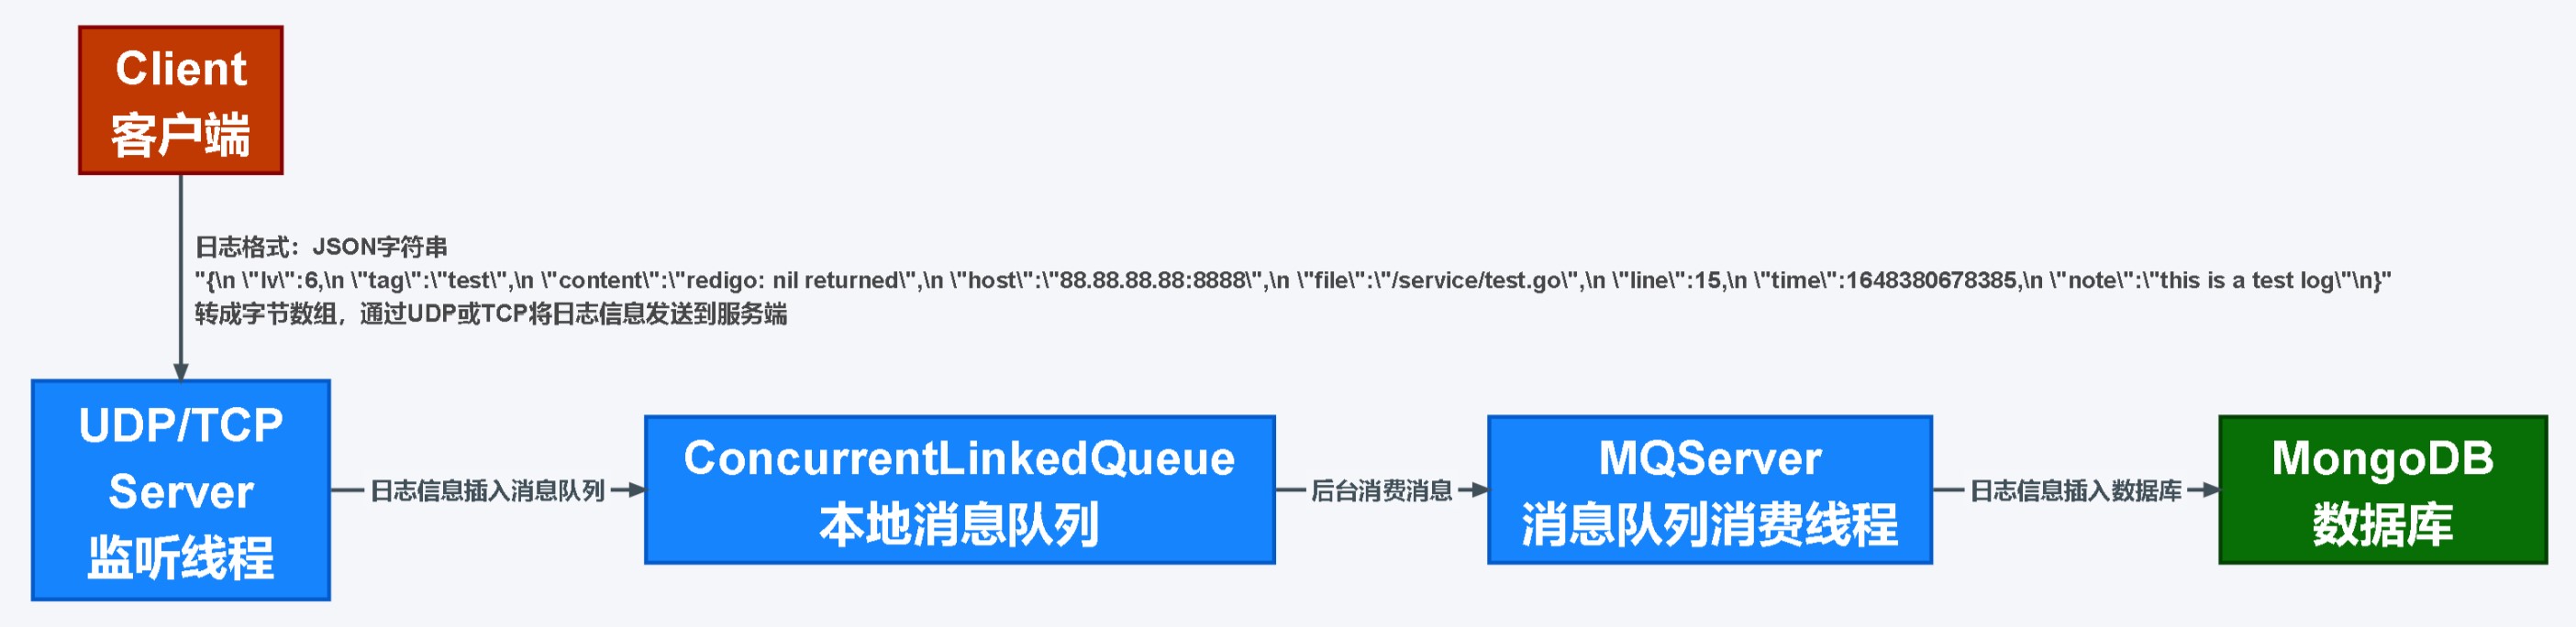 Client
客户端
日志格式：JSON字符串
"{\n \"lv\":6,\n \"tag\":\"test\",\n \"content\":\"redigo: nil returned\",\n \"host\":\"88.88.88.88:8888\",\n \"file\":\"/service/test.go\",\n \"line\":15,\n \"time\":1648380678385,\n \"note\":\"this is a test log\"\n}"
转成字节数组，通过UDP或TCP将日志信息发送到服务端
UDP/TCP
Server
监听线程
日志信息插入消息队列
ConcurrentLinkedQueue
本地消息队列
后台消费消息
MQServer
消息队列消费线程
日志信息插入数据库
MongoDB
数据库